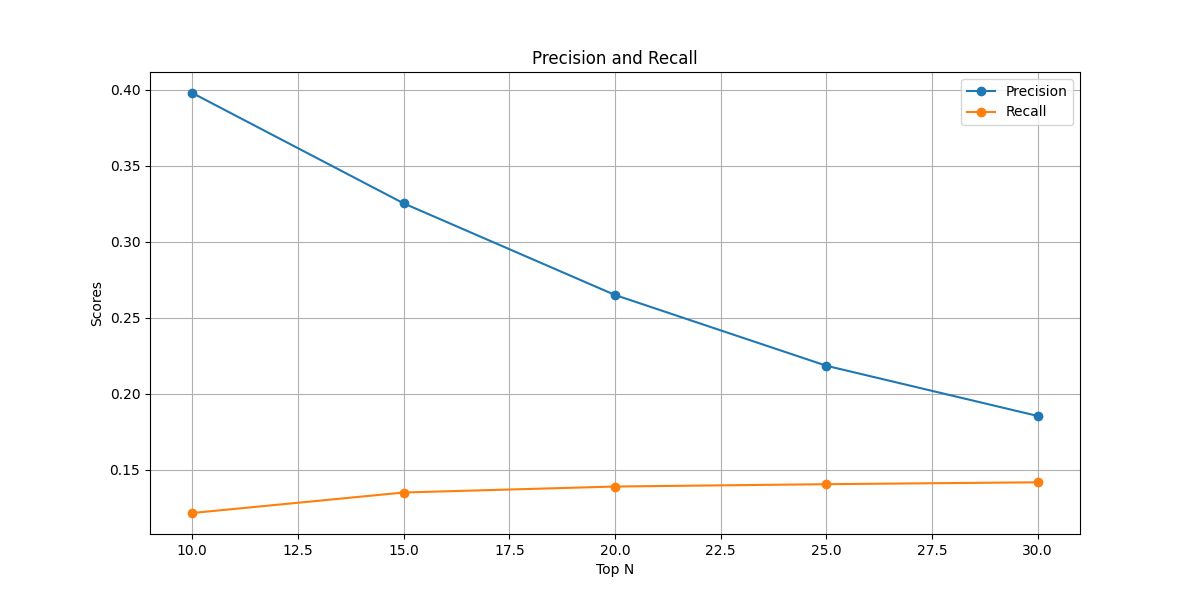 Precision and Recall
Precision
Recall
0.40
0.35
0.30
0.25
0.20
0.15
Scores
10.0 12.5 15.0 17.5 20.0 22.5 25.0 27.5 30.0
Top N